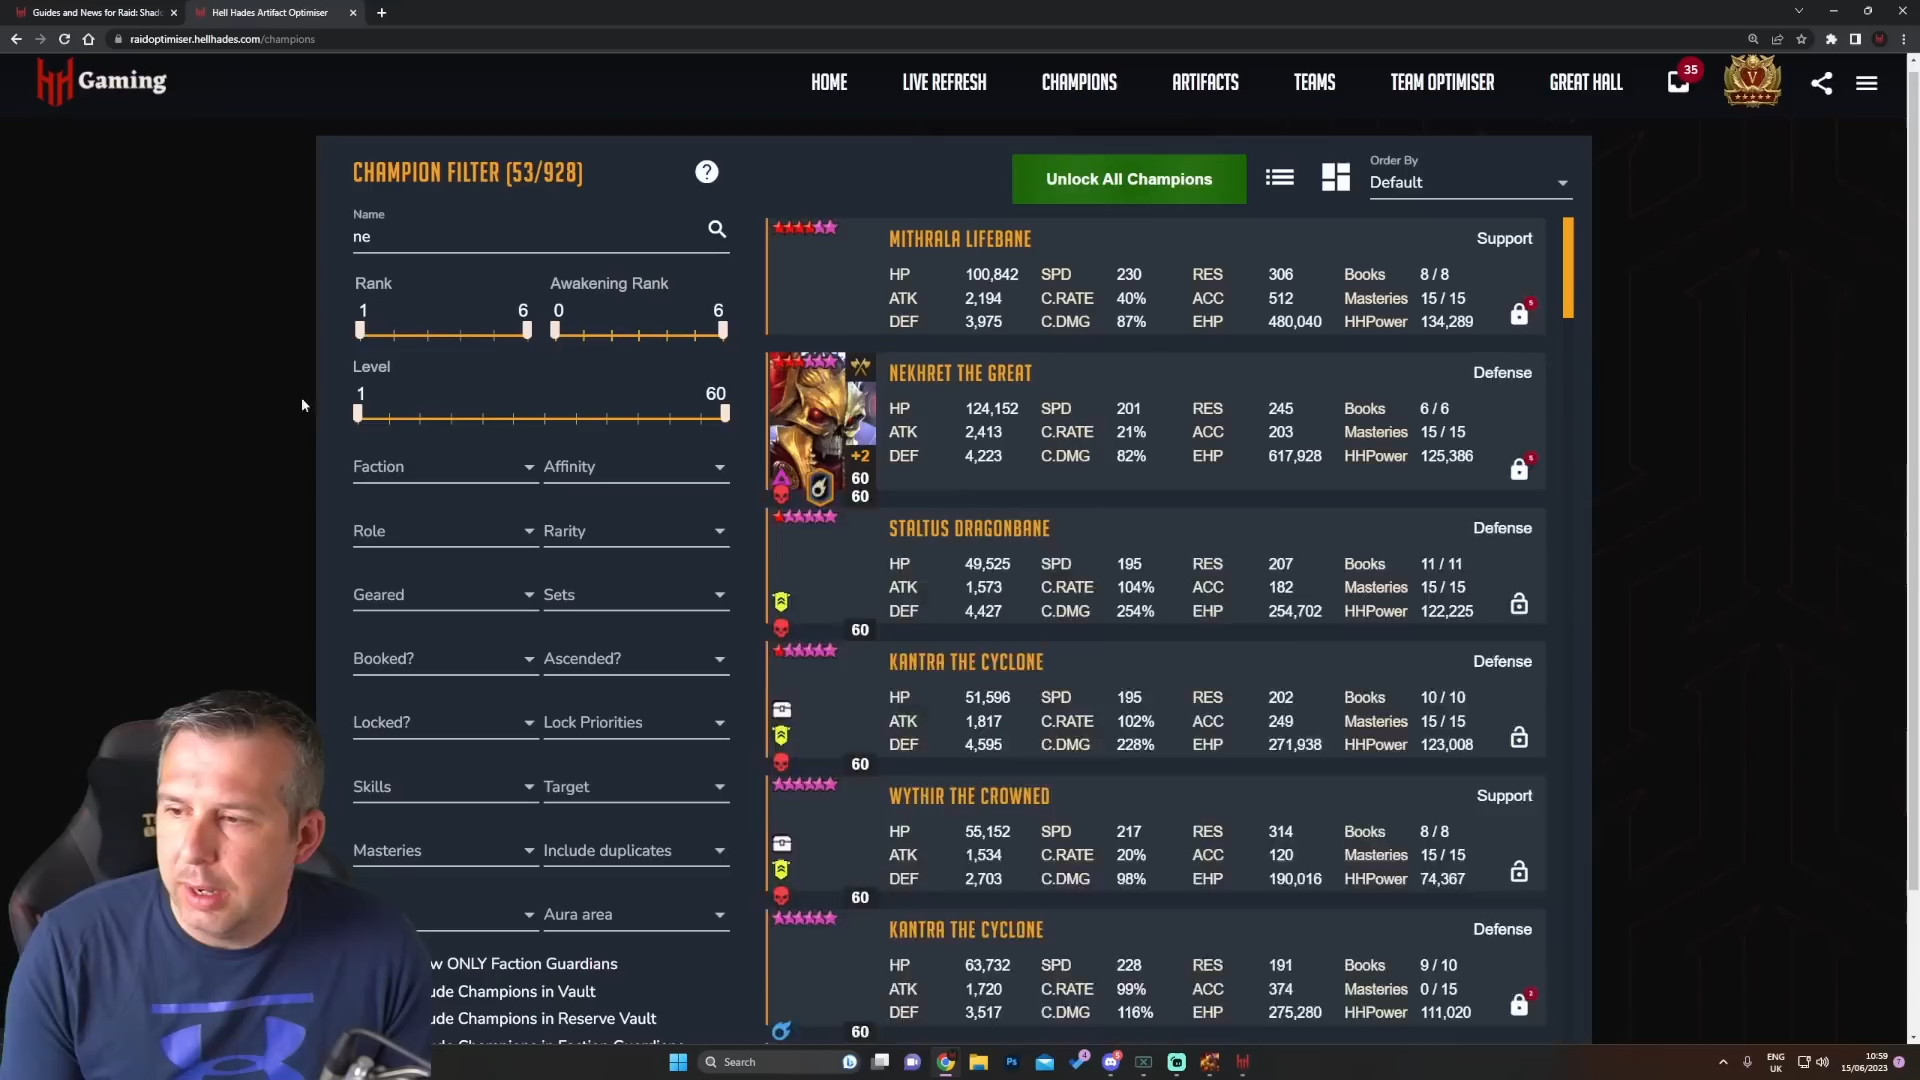 Guides and News for Raid: Shado
Hell Hades Artifact Optimiser
raidoptimiser.hellhades.com/champions
Gaming
HOME
LIVE REFRESH
CHAMPIONS
ARTIFACTS
TEAMS
TEAM OPTIMISER
GREAT HALL
35
V
CHAMPION FILTER (53/928)
?
Unlock All Champions
Order By
Default
Name
ne
Rank
Awakening Rank
1 6 0 6
Level
1 60
Faction Affinity
Role Rarity
Geared Sets
Booked? Ascended?
Locked? Lock Priorities
Skills Target
Masteries Include duplicates
Aura area
w ONLY Faction Guardians
ude Champions in Vault
ude Champions in Reserve Vault
MITHRALA LIFEBANE Support
HP 100,842 SPD 230 RES 306 Books 8 / 8
ATK 2,194 C.RATE 40% ACC 512 Masteries 15 / 15
DEF 3,975 C.DMG 87% EHP 480,040 HHPower 134,289
5
NEKHRET THE GREAT Defense
HP 124,152 SPD 201 RES 245 Books 6 / 6
ATK 2,413 C.RATE 21% ACC 203 Masteries 15 / 15
DEF 4,223 C.DMG 82% EHP 617,928 HHPower 125,386
+2
60
60
5
STALTUS DRAGONBANE Defense
HP 49,525 SPD 195 RES 207 Books 11 / 11
ATK 1,573 C.RATE 104% ACC 182 Masteries 15 / 15
DEF 4,427 C.DMG 254% EHP 254,702 HHPower 122,225
60
KANTRA THE CYCLONE Defense
HP 51,596 SPD 195 RES 202 Books 10 / 10
ATK 1,817 C.RATE 102% ACC 249 Masteries 15 / 15
DEF 4,595 C.DMG 228% EHP 271,938 HHPower 123,008
60
WYTHIR THE CROWNED Support
HP 55,152 SPD 217 RES 314 Books 8 / 8
ATK 1,534 C.RATE 20% ACC 120 Masteries 15 / 15
DEF 2,703 C.DMG 98% EHP 190,016 HHPower 74,367
60
KANTRA THE CYCLONE Defense
HP 63,732 SPD 228 RES 191 Books 9 / 10
ATK 1,720 C.RATE 99% ACC 374 Masteries 0 / 15
DEF 3,517 C.DMG 116% EHP 275,280 HHPower 111,020
60
Search
Ps
ENG
UK
10:59
15/06/2023